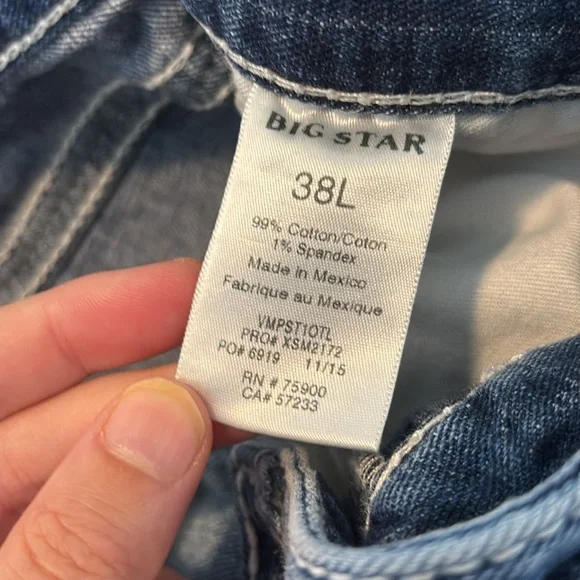 BIG STAR
38L
99% Cotton/Coton
1% Spandex
Made in Mexico
Fabrique au Mexique
VMPST1OTL
PRO# XSM2172
PO# 6919 11/15
RN # 75900
CA# 57233